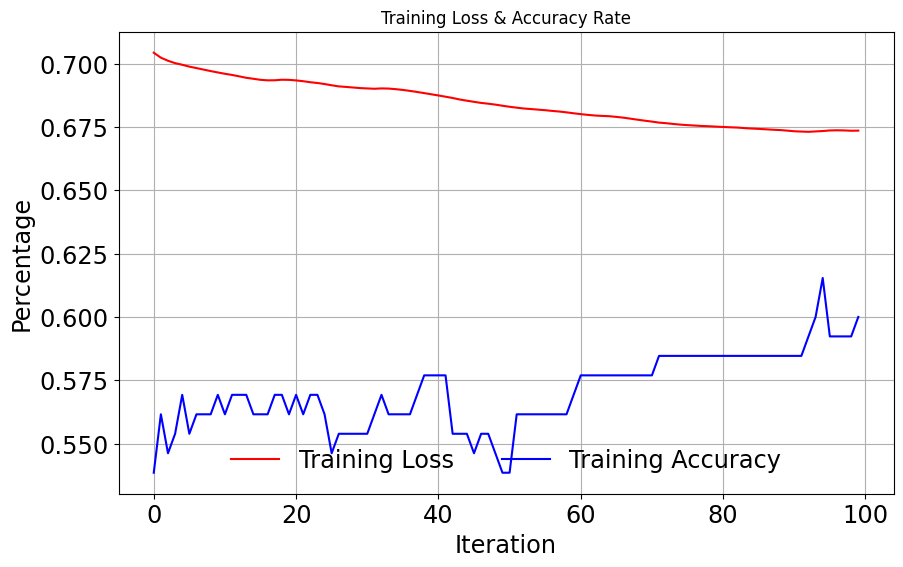 Training Loss & Accuracy Rate
0.700
0.675
0.650
0.625
0.600
0.575
0.550
Percentage
Training Loss
Training Accuracy
0 20 40 60 80 100
Iteration